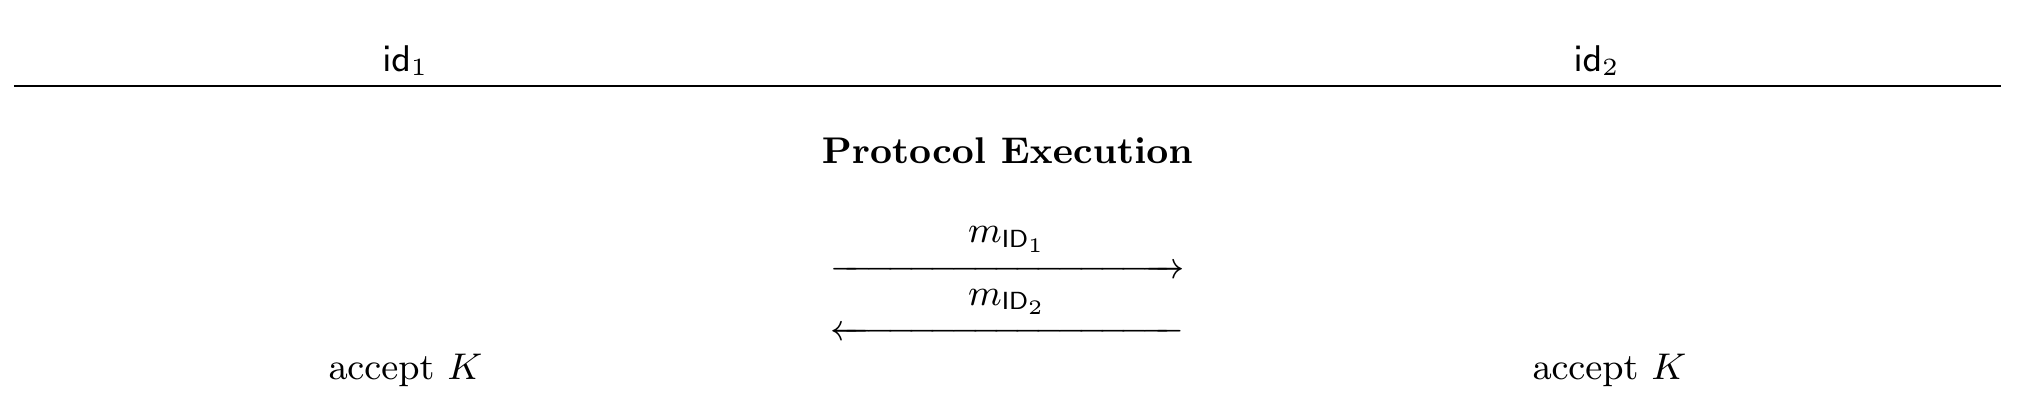 id₁ id₂
Protocol Execution
m_ID₁
m_ID₂
accept K accept K